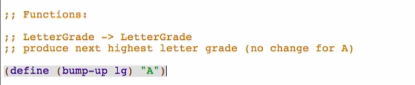 ;; Functions:
;; LetterGrade -> LetterGrade
;; produce next highest letter grade (no change for A)
(define (bump-up lg) "A")